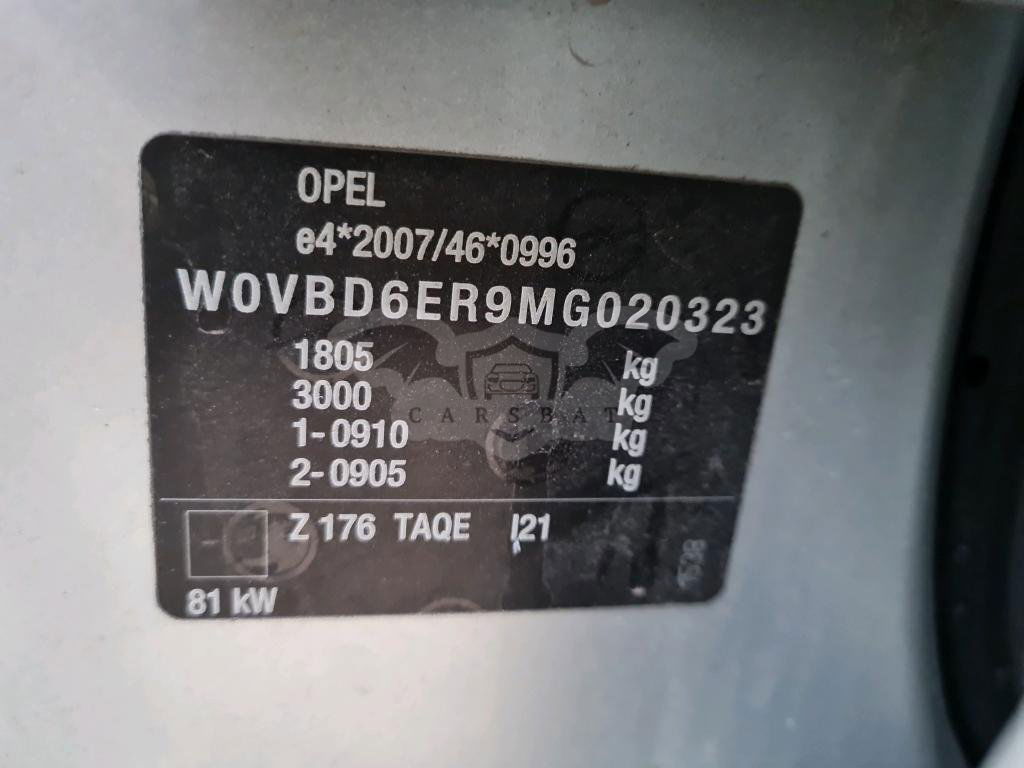 OPEL
e4*2007/46*0996
W0VBD6ER9MG020323
1805 kg
3000 kg
1-0910 kg
2-0905 kg
CARSBAT
- Z 176 TAQE I21
81 kW